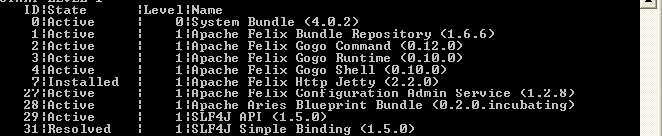 ID|State      |Level|Name
0|Active     |    0|System Bundle (4.0.2)
1|Active     |    1|Apache Felix Bundle Repository (1.6.6)
2|Active     |    1|Apache Felix Gogo Command (0.12.0)
3|Active     |    1|Apache Felix Gogo Runtime (0.10.0)
4|Active     |    1|Apache Felix Gogo Shell (0.10.0)
7|Installed  |    1|Apache Felix Http Jetty (2.2.0)
27|Active     |    1|Apache Felix Configuration Admin Service (1.2.8)
28|Active     |    1|Apache Aries Blueprint Bundle (0.2.0.incubating)
29|Active     |    1|SLF4J API (1.5.0)
31|Resolved   |    1|SLF4J Simple Binding (1.5.0)